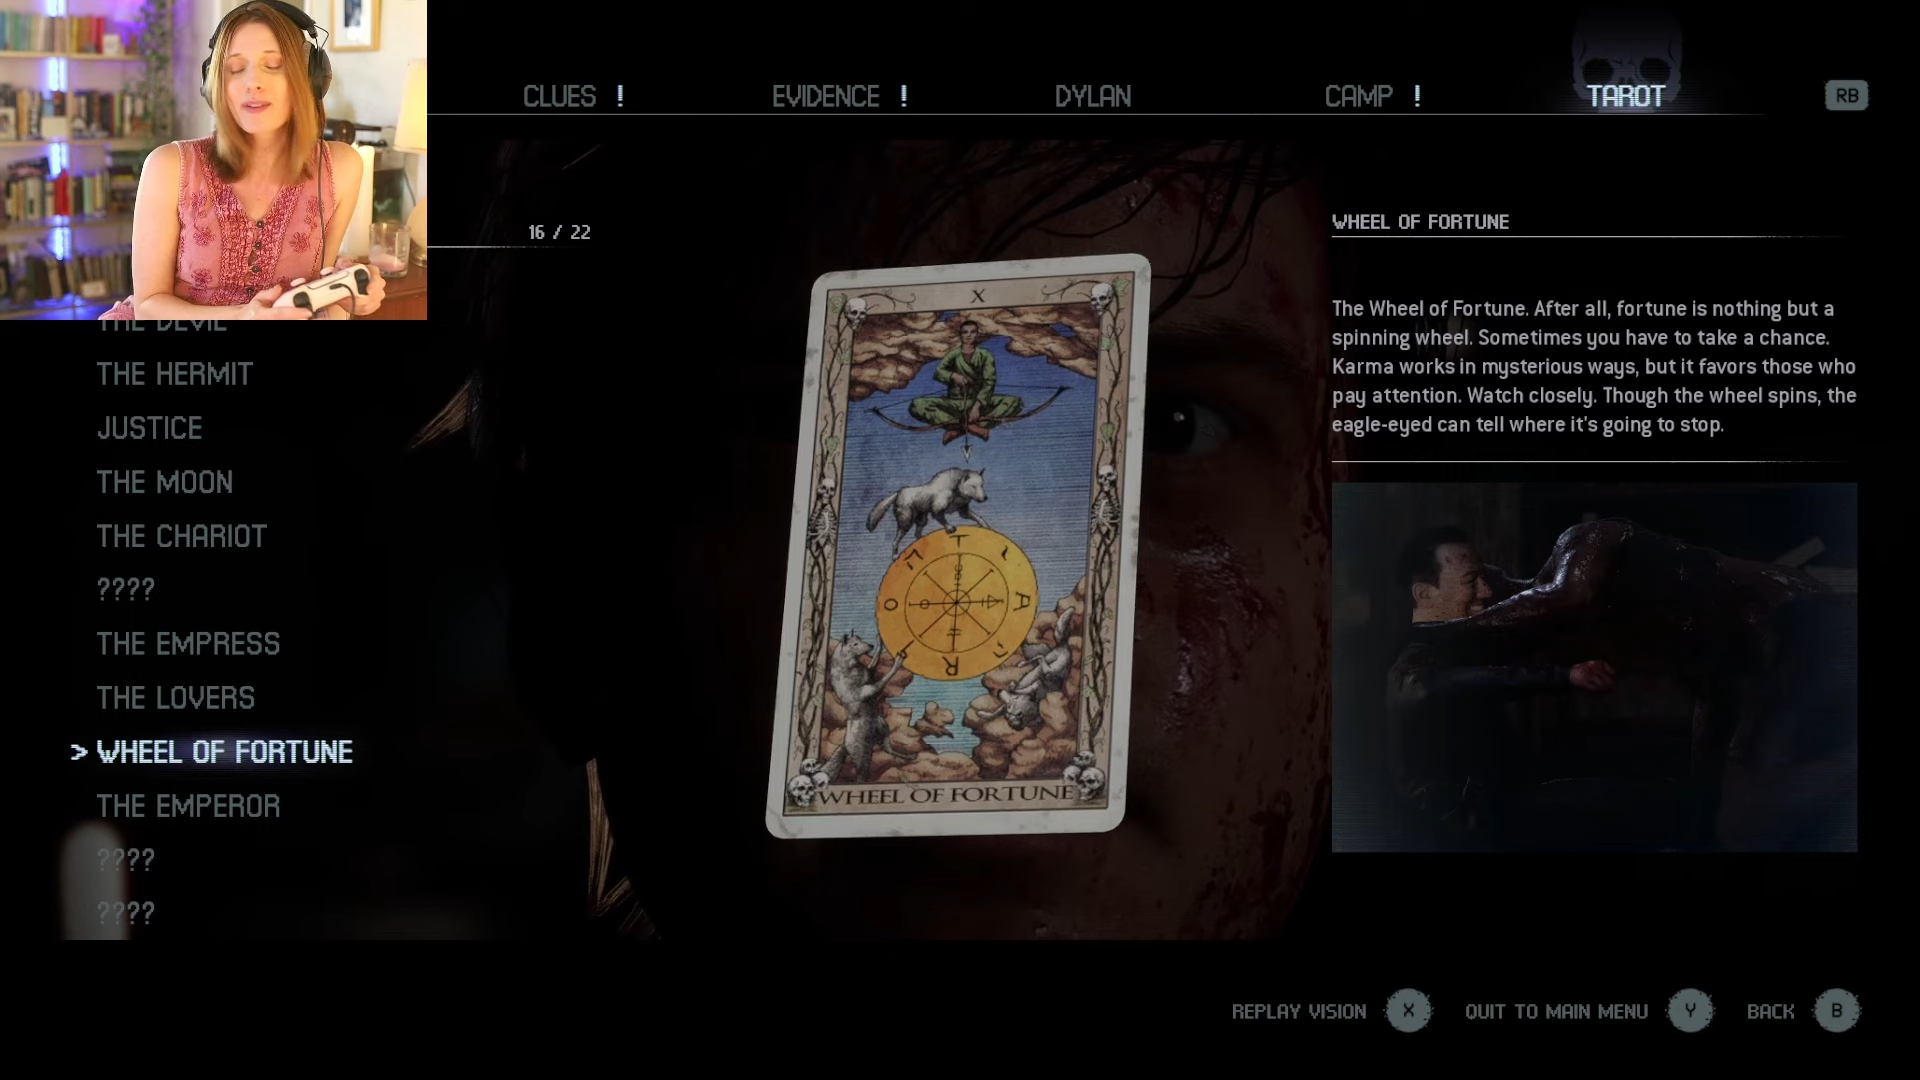 CLUES !
EVIDENCE !
DYLAN
CAMP !
TAROT
RB
16 / 22
THE DEVIL
THE HERMIT
JUSTICE
THE MOON
THE CHARIOT
????
THE EMPRESS
THE LOVERS
> WHEEL OF FORTUNE
THE EMPEROR
????
????
X
T
A
R
O
WHEEL OF FORTUNE
WHEEL OF FORTUNE
The Wheel of Fortune. After all, fortune is nothing but a
spinning wheel. Sometimes you have to take a chance.
Karma works in mysterious ways, but it favors those who
pay attention. Watch closely. Though the wheel spins, the
eagle-eyed can tell where it's going to stop.
REPLAY VISION X
QUIT TO MAIN MENU Y
BACK B